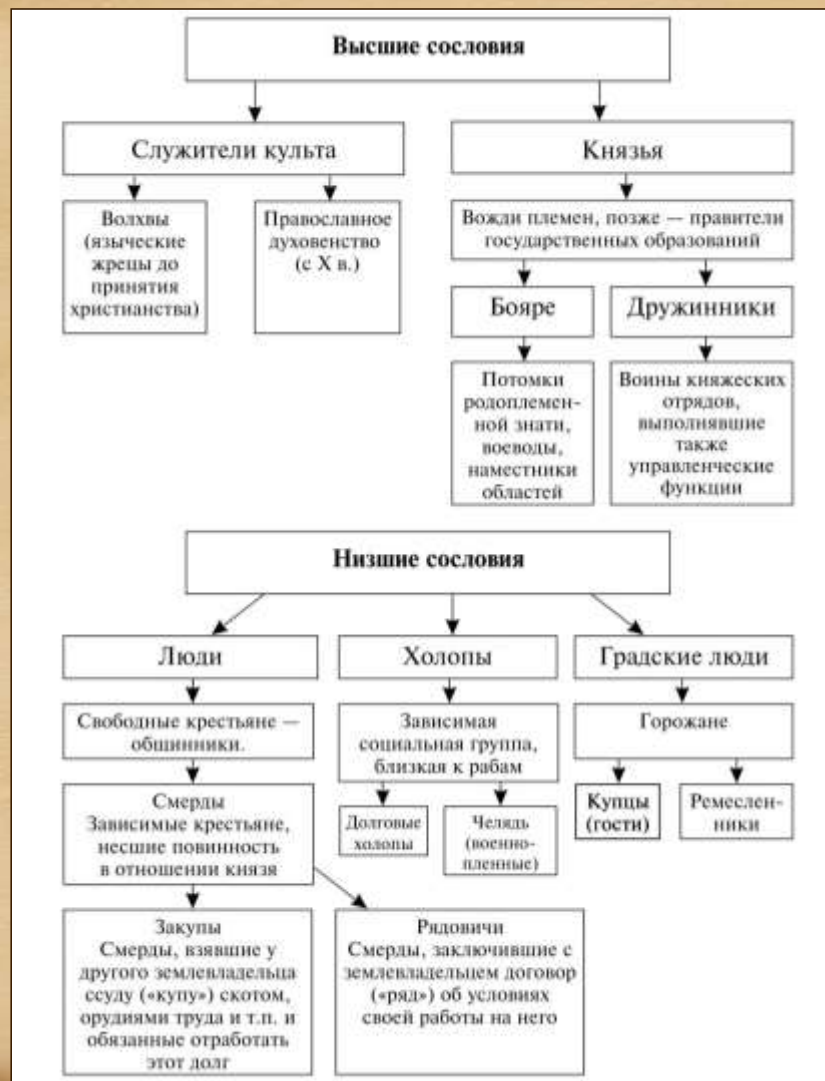 Высшие сословия
Служители культа
Князья
Волхвы
(языческие
жрецы до
принятия
христианства)
Православное
духовенство
(с X в.)
Вожди племен, позже — правители
государственных образований
Бояре
Дружинники
Потомки
родоплемен-
ной знати,
воеводы,
наместники
областей
Воины княжеских
отрядов,
выполнявшие
также
управленческие
функции
Низшие сословия
Люди
Холопы
Градские люди
Свободные крестьяне —
общинники.
Зависимая
социальная группа,
близкая к рабам
Горожане
Смерды
Зависимые крестьяне,
несшие повинность
в отношении князя
Долговые
холопы
Челядь
(военно-
пленные)
Купцы
(гости)
Ремеслен-
ники
Закупы
Смерды, взявшие у
другого землевладельца
ссуду («купу») скотом,
орудиями труда и т.п. и
обязанные отработать
этот долг
Рядовичи
Смерды, заключившие с
землевладельцем договор
(«ряд») об условиях
своей работы на него